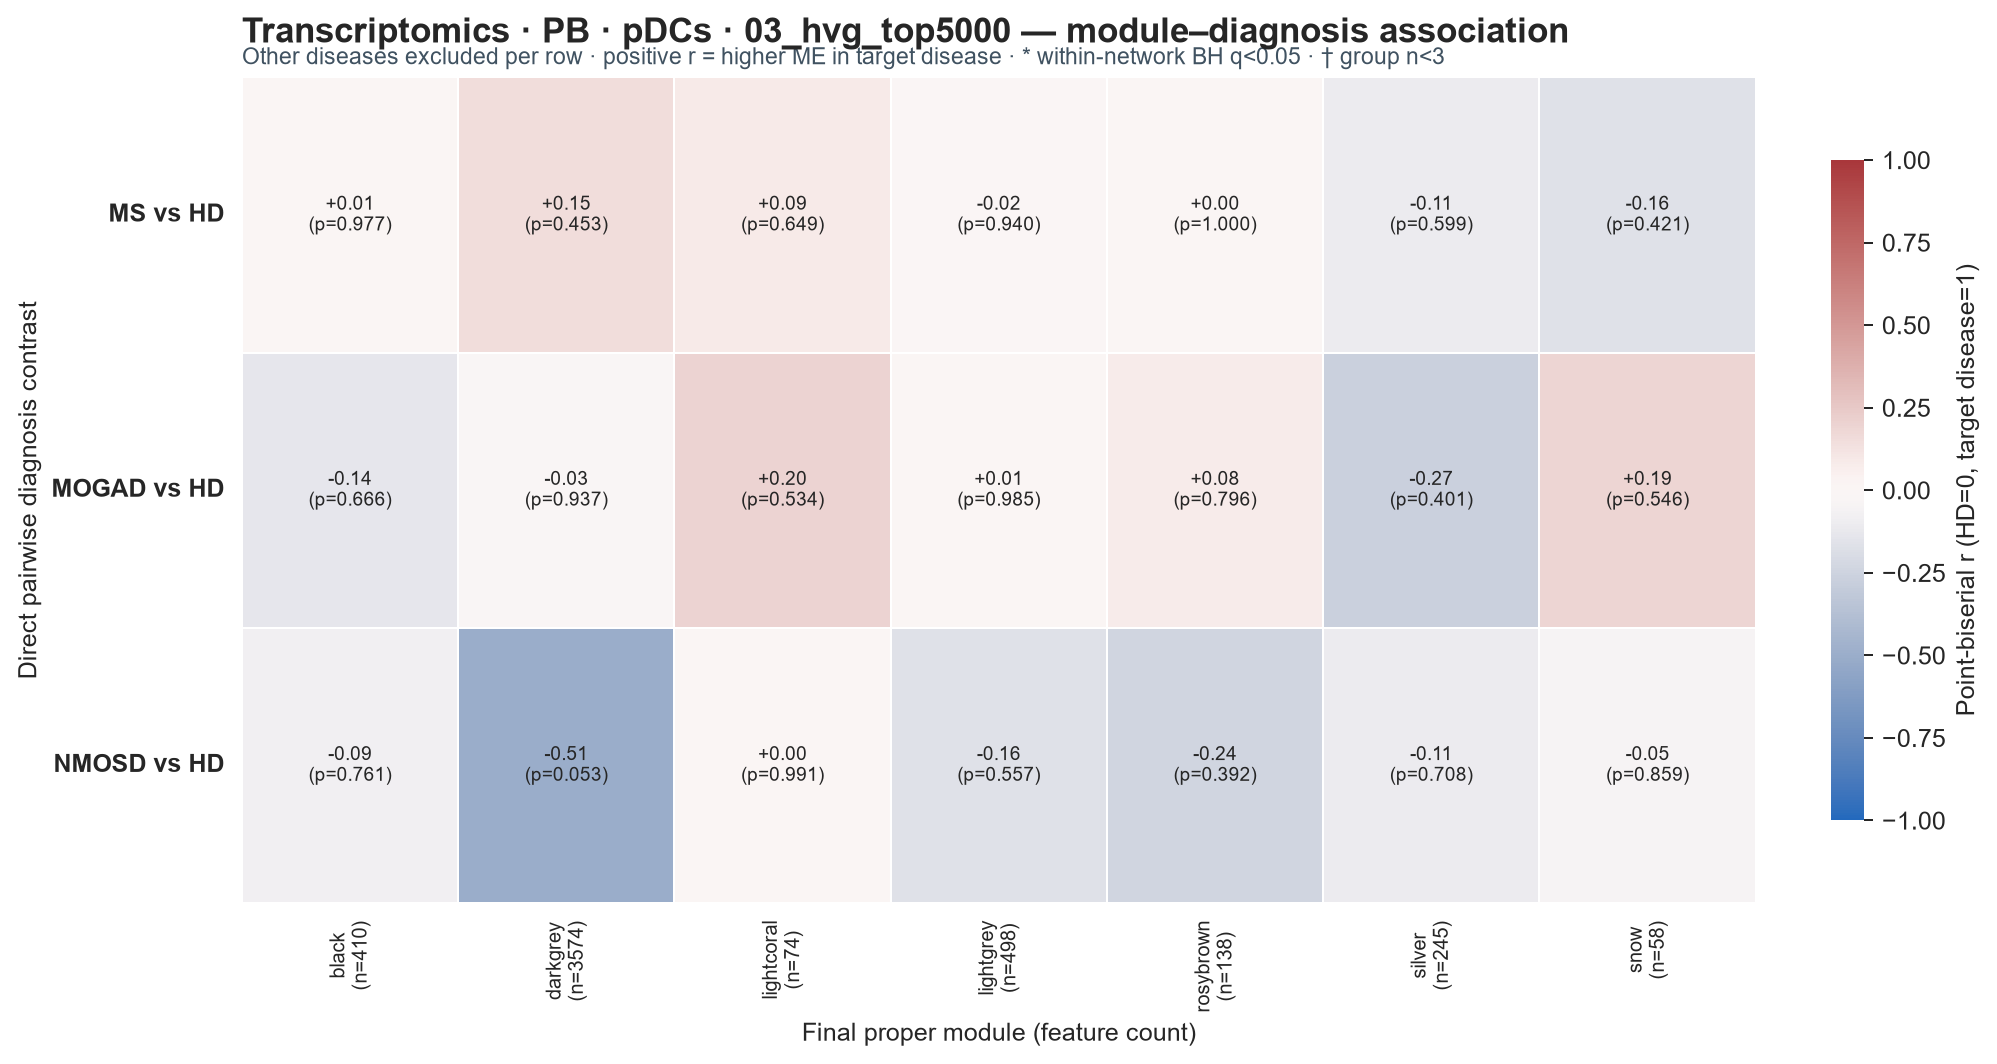 Transcriptomics · PB · pDCs · 03_hvg_top5000 — module–diagnosis association
Other diseases excluded per row · positive r = higher ME in target disease · * within-network BH q<0.05 · † group n<3
Direct pairwise diagnosis contrast
MS vs HD
+0.01
(p=0.977)
+0.15
(p=0.453)
+0.09
(p=0.649)
-0.02
(p=0.940)
+0.00
(p=1.000)
-0.11
(p=0.599)
-0.16
(p=0.421)
MOGAD vs HD
-0.14
(p=0.666)
-0.03
(p=0.937)
+0.20
(p=0.534)
+0.01
(p=0.985)
+0.08
(p=0.796)
-0.27
(p=0.401)
+0.19
(p=0.546)
NMOSD vs HD
-0.09
(p=0.761)
-0.51
(p=0.053)
+0.00
(p=0.991)
-0.16
(p=0.557)
-0.24
(p=0.392)
-0.11
(p=0.708)
-0.05
(p=0.859)
black
(n=410)
darkgrey
(n=3574)
lightcoral
(n=74)
lightgrey
(n=498)
rosybrown
(n=138)
silver
(n=245)
snow
(n=58)
Final proper module (feature count)
1.00
0.75
0.50
0.25
0.00
−0.25
−0.50
−0.75
−1.00
Point-biserial r (HD=0, target disease=1)